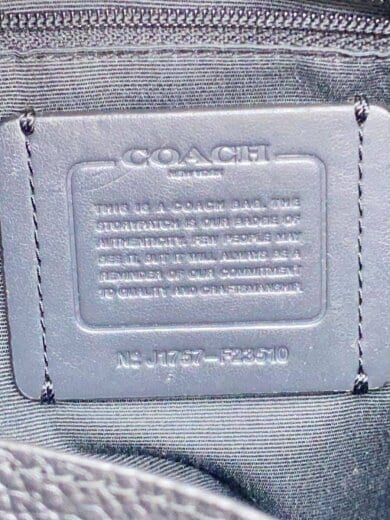 COACH
NEW YORK
THIS IS A COACH BAG. THE
STORYPATCH IS OUR BADGE OF
AUTHENTICITY. FEW PEOPLE MAY
SEE IT, BUT IT WILL ALWAYS BE A
REMINDER OF OUR COMMITMENT
TO QUALITY AND CRAFTSMANSHIP.
Nº J1757-F23510